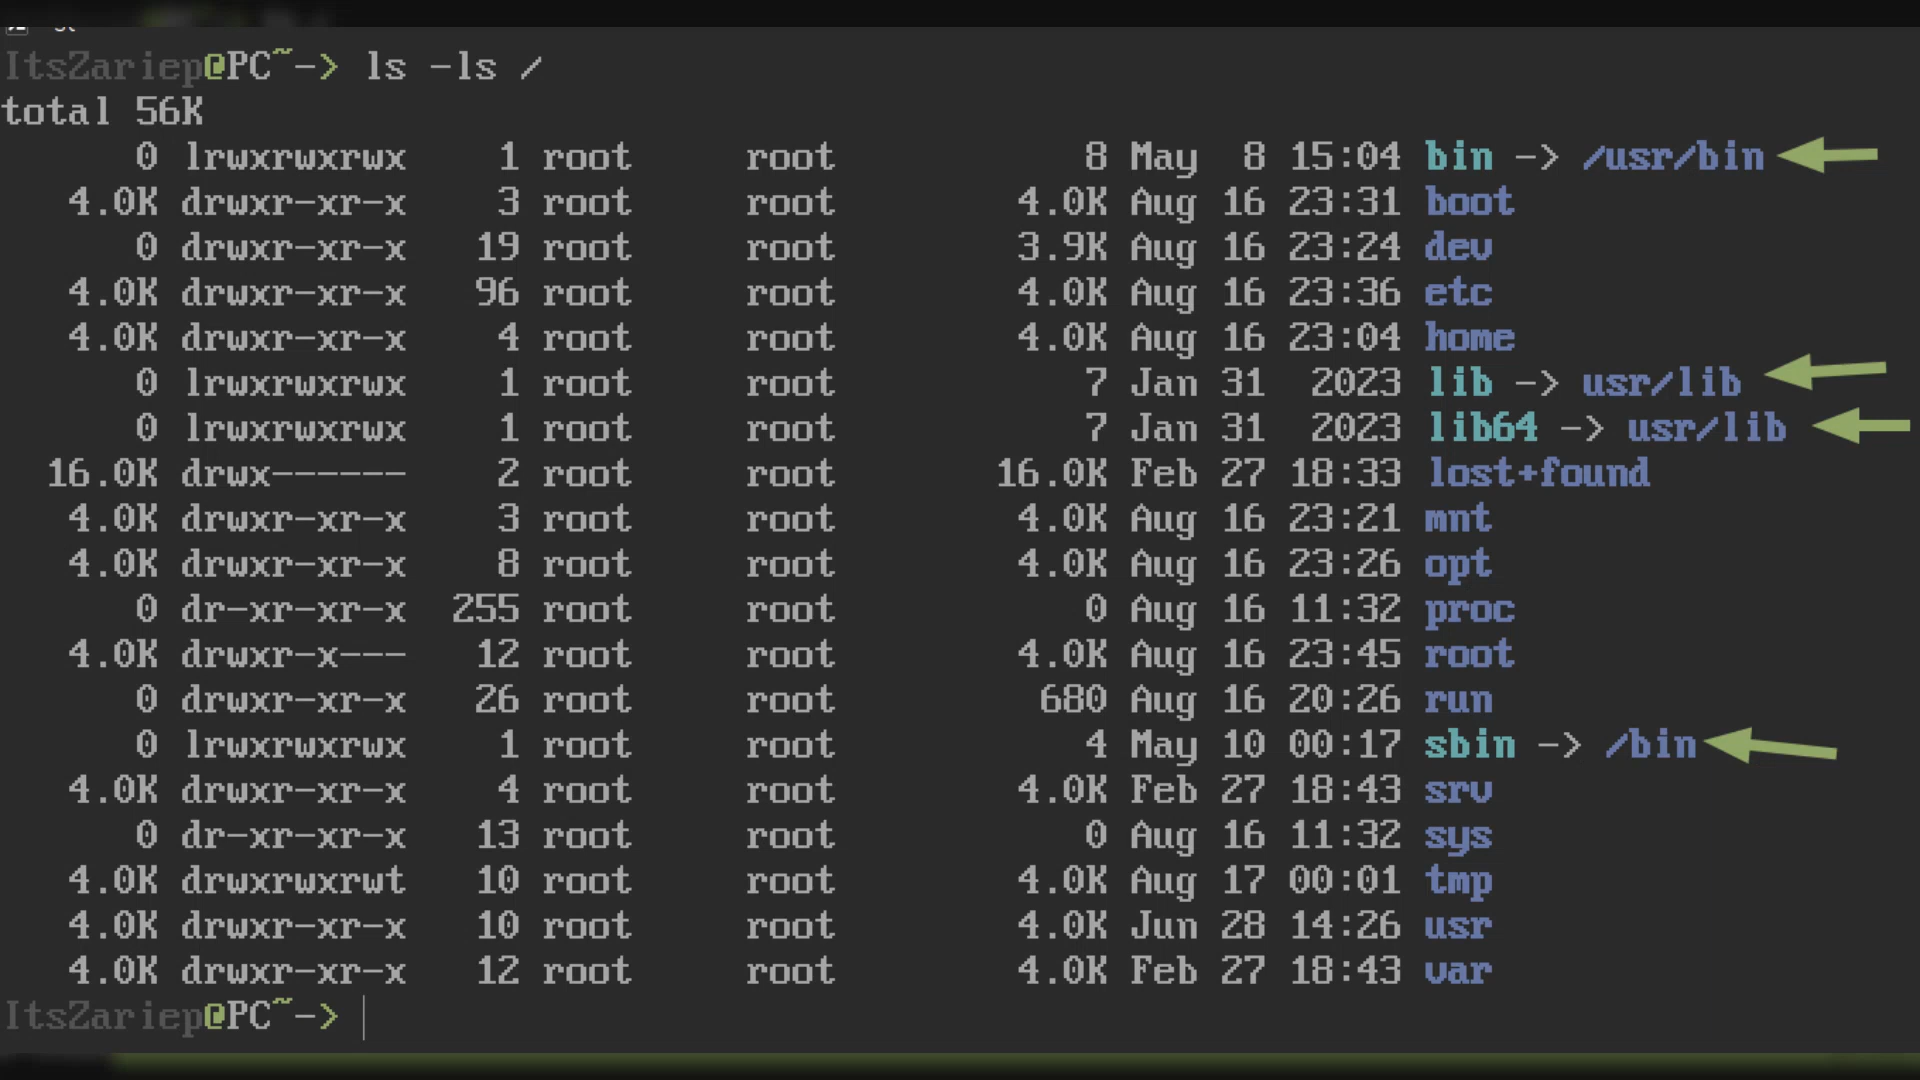 ItsZariep@PC~-> ls -ls /
total 56K
0 lrwxrwxrwx 1 root root 8 May 8 15:04 bin -> /usr/bin
4.0K drwxr-xr-x 3 root root 4.0K Aug 16 23:31 boot
0 drwxr-xr-x 19 root root 3.9K Aug 16 23:24 dev
4.0K drwxr-xr-x 96 root root 4.0K Aug 16 23:36 etc
4.0K drwxr-xr-x 4 root root 4.0K Aug 16 23:04 home
0 lrwxrwxrwx 1 root root 7 Jan 31 2023 lib -> usr/lib
0 lrwxrwxrwx 1 root root 7 Jan 31 2023 lib64 -> usr/lib
16.0K drwx------ 2 root root 16.0K Feb 27 18:33 lost+found
4.0K drwxr-xr-x 3 root root 4.0K Aug 16 23:21 mnt
4.0K drwxr-xr-x 8 root root 4.0K Aug 16 23:26 opt
0 dr-xr-xr-x 255 root root 0 Aug 16 11:32 proc
4.0K drwxr-x--- 12 root root 4.0K Aug 16 23:45 root
0 drwxr-xr-x 26 root root 680 Aug 16 20:26 run
0 lrwxrwxrwx 1 root root 4 May 10 00:17 sbin -> /bin
4.0K drwxr-xr-x 4 root root 4.0K Feb 27 18:43 srv
0 dr-xr-xr-x 13 root root 0 Aug 16 11:32 sys
4.0K drwxrwxrwt 10 root root 4.0K Aug 17 00:01 tmp
4.0K drwxr-xr-x 10 root root 4.0K Jun 28 14:26 usr
4.0K drwxr-xr-x 12 root root 4.0K Feb 27 18:43 var
ItsZariep@PC~->